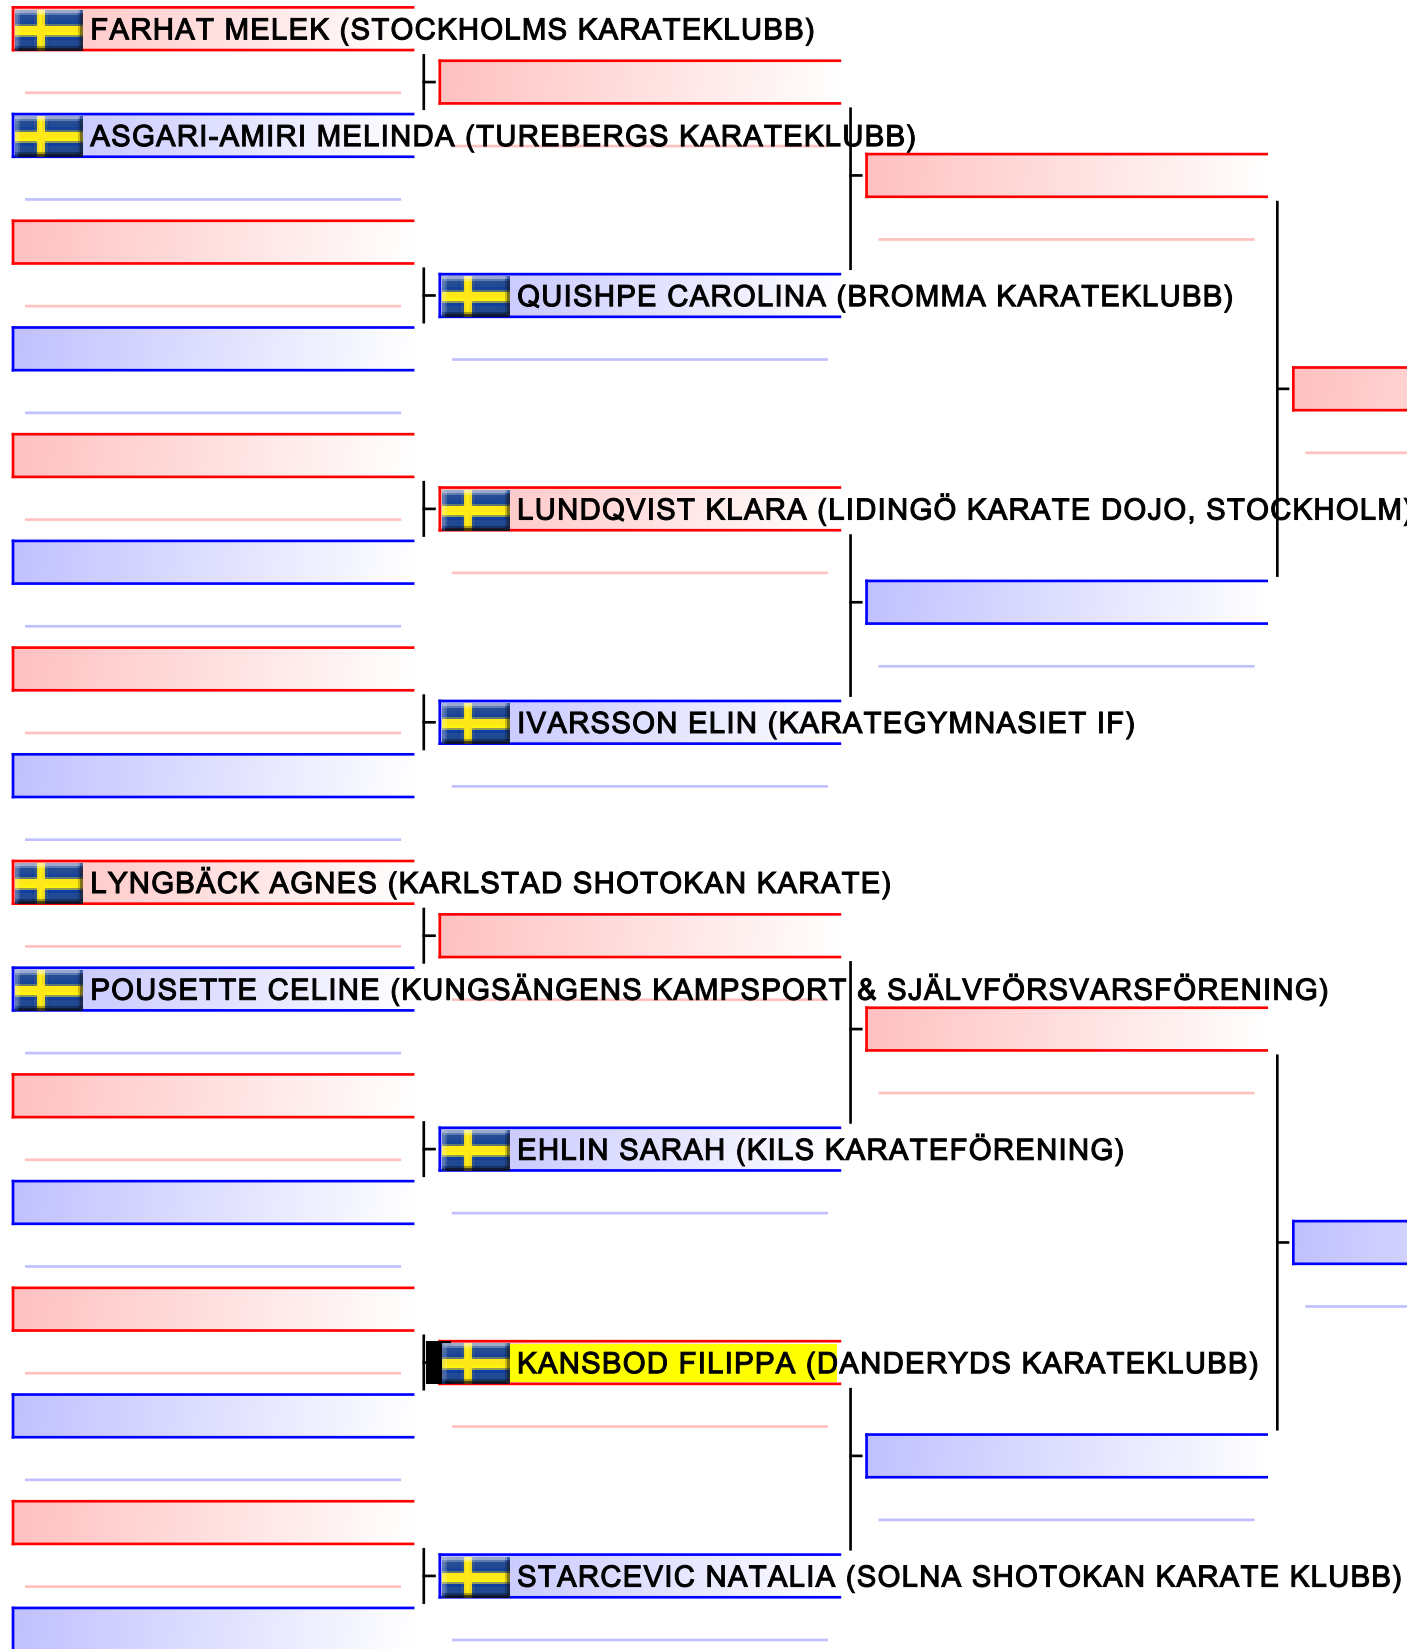 FARHAT MELEK (STOCKHOLMS KARATEKLUBB)
ASGARI-AMIRI MELINDA (TUREBERGS KARATEKLUBB)
QUISHPE CAROLINA (BROMMA KARATEKLUBB)
LUNDQVIST KLARA (LIDINGÖ KARATE DOJO, STOCKHOLM)
IVARSSON ELIN (KARATEGYMNASIET IF)
LYNGBÄCK AGNES (KARLSTAD SHOTOKAN KARATE)
POUSETTE CELINE (KUNGSÄNGENS KAMPSPORT & SJÄLVFÖRSVARSFÖRENING)
EHLIN SARAH (KILS KARATEFÖRENING)
KANSBOD FILIPPA (DANDERYDS KARATEKLUBB)
STARCEVIC NATALIA (SOLNA SHOTOKAN KARATE KLUBB)